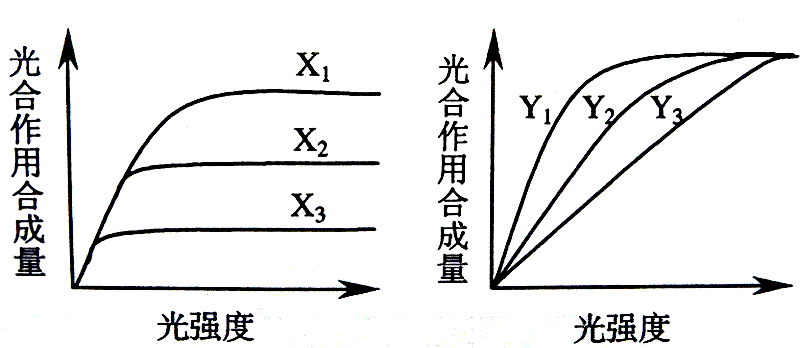 光合作用合成量
X1
X2
X3
光强度
光合作用合成量
Y1 Y2 Y3
光强度